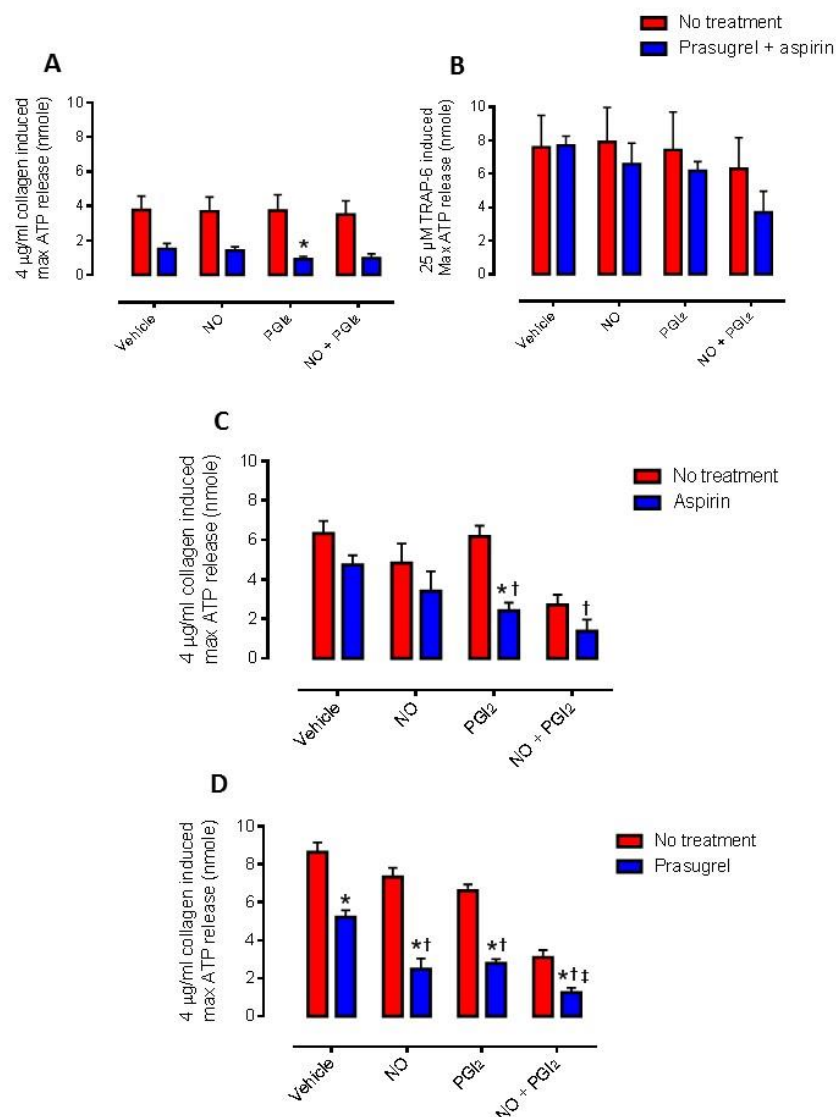 No treatment
Prasugrel + aspirin
A
4 μg/ml collagen induced
max ATP release (nmole)
10
8
6
4
2
0
*
Vehicle
NO
PGI₂
NO + PGI₂
B
25 μM TRAP-6 induced
Max ATP release (nmole)
10
8
6
4
2
0
Vehicle
NO
PGI₂
NO + PGI₂
C
4 μg/ml collagen induced
max ATP release (nmole)
10
8
6
4
2
0
*†
†
Vehicle
NO
PGI₂
NO + PGI₂
No treatment
Aspirin
D
4 μg/ml collagen induced
max ATP release (nmole)
10
8
6
4
2
0
*
*†
*†
*†‡
Vehicle
NO
PGI₂
NO + PGI₂
No treatment
Prasugrel